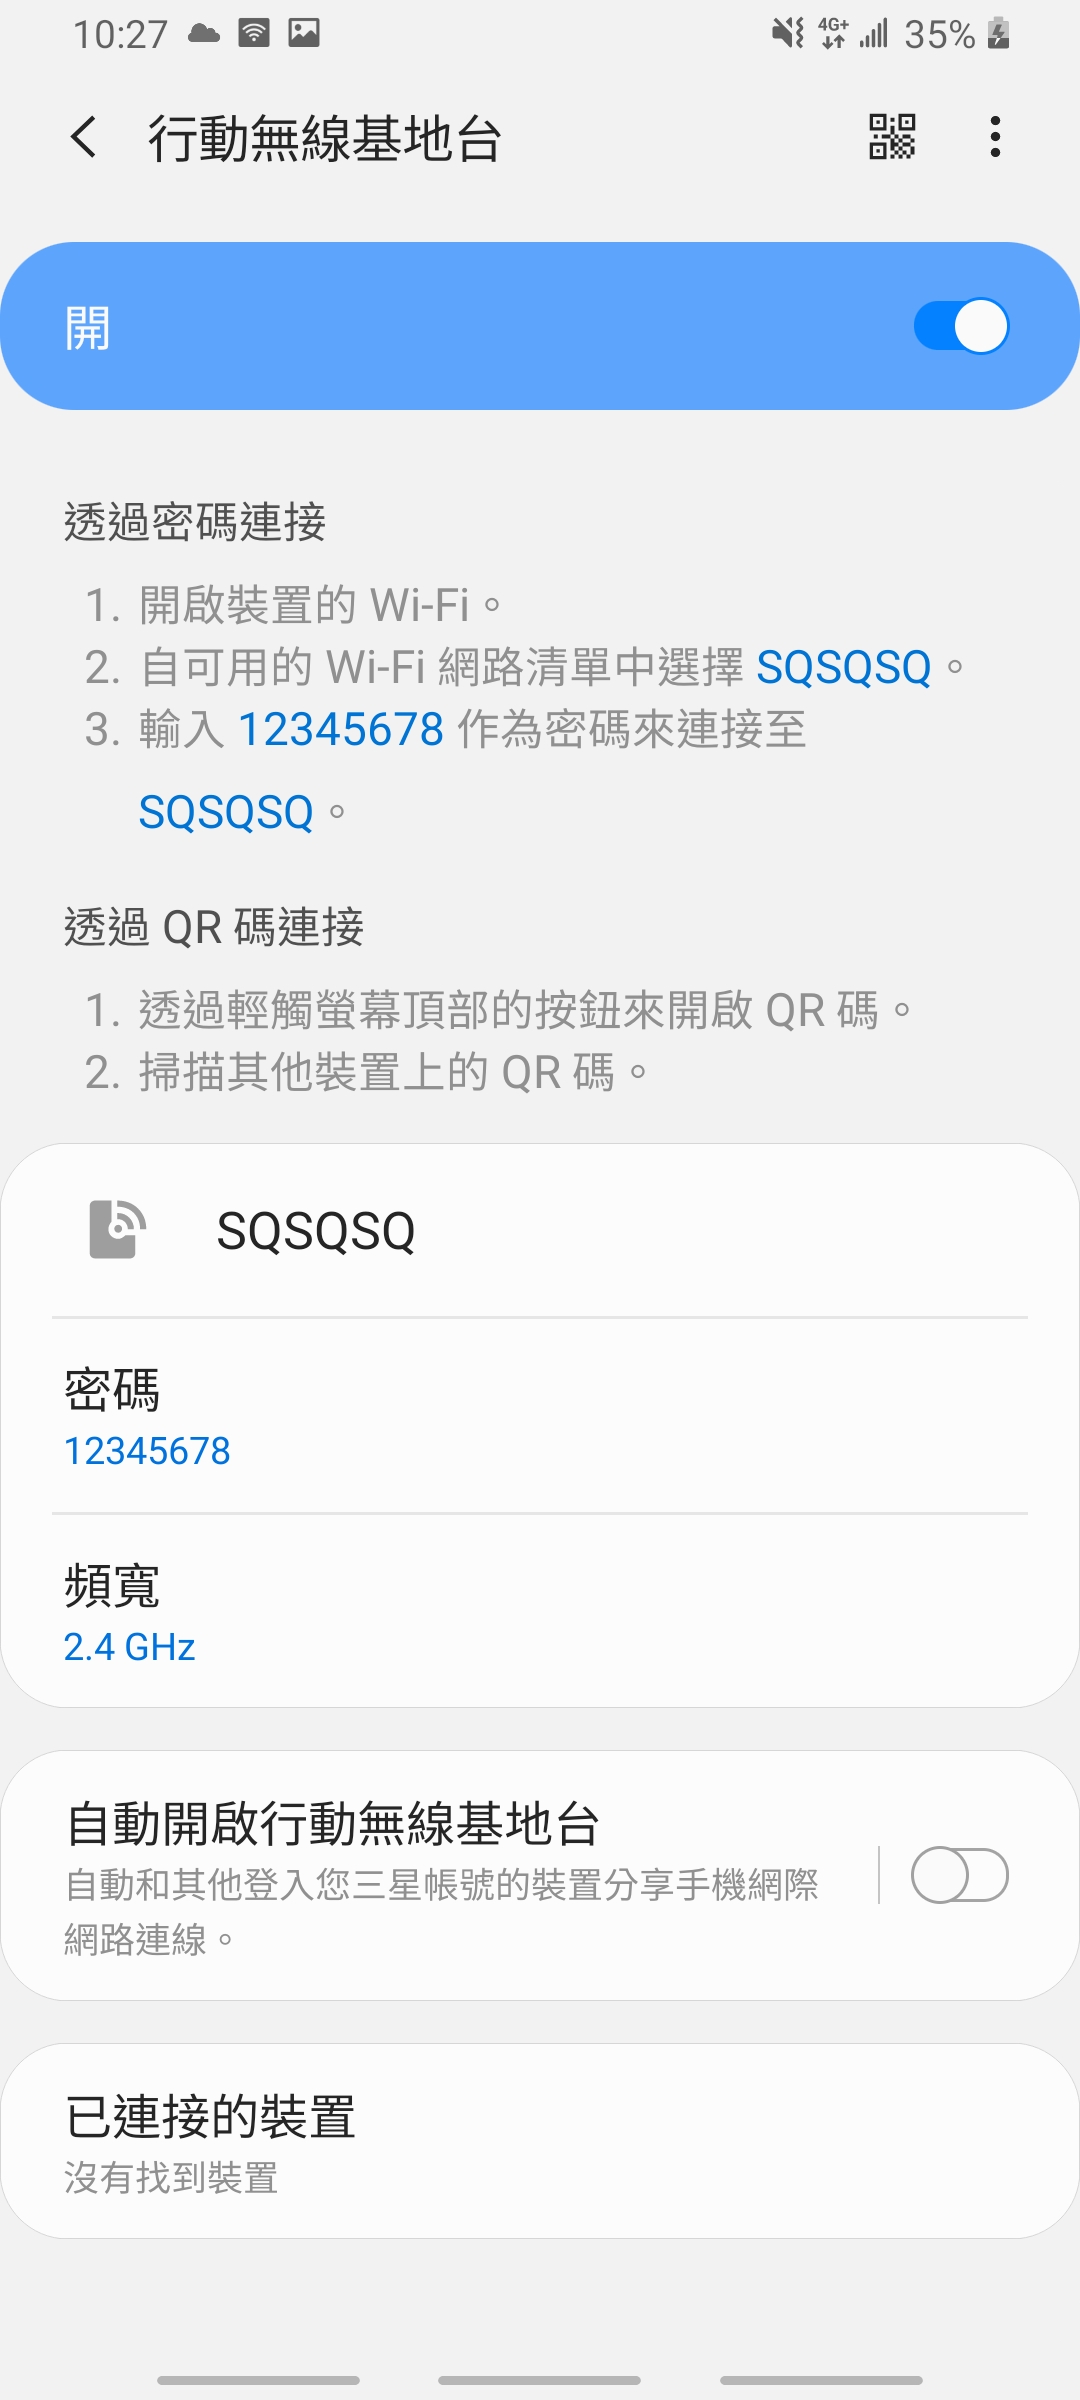 10:27
4G+ 35%
行動無線基地台
開
透過密碼連接
1. 開啟裝置的 Wi-Fi。
2. 自可用的 Wi-Fi 網路清單中選擇 SQSQSQ。
3. 輸入 12345678 作為密碼來連接至
SQSQSQ。
透過 QR 碼連接
1. 透過輕觸螢幕頂部的按鈕來開啟 QR 碼。
2. 掃描其他裝置上的 QR 碼。
SQSQSQ
密碼
12345678
頻寬
2.4 GHz
自動開啟行動無線基地台
自動和其他登入您三星帳號的裝置分享手機網際
網路連線。
已連接的裝置
沒有找到裝置